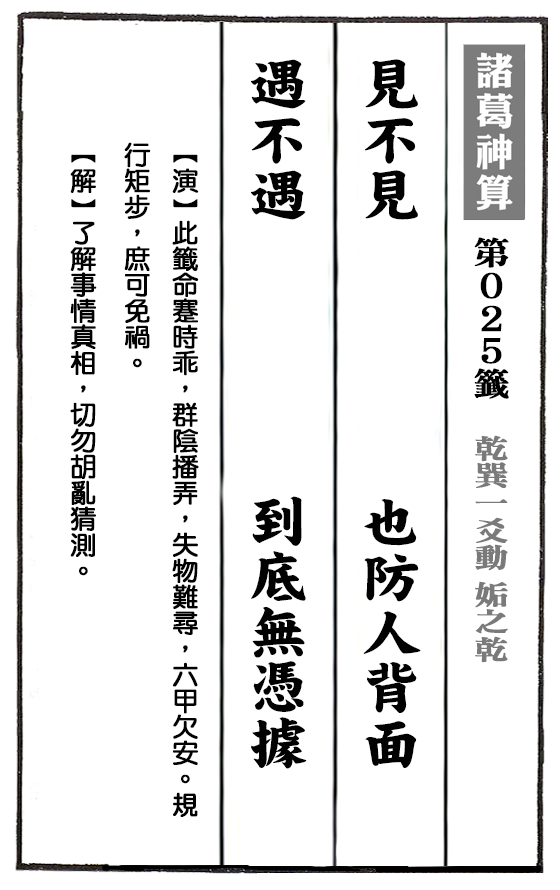 諸葛神算 第025籤 乾巽一爻動 姤之乾
見不見 也防人背面
遇不遇 到底無憑據
【演】此籤命蹇時乖，群陰播弄，失物難尋，六甲欠安。規
行矩步，庶可免禍。
【解】了解事情真相，切勿胡亂猜測。